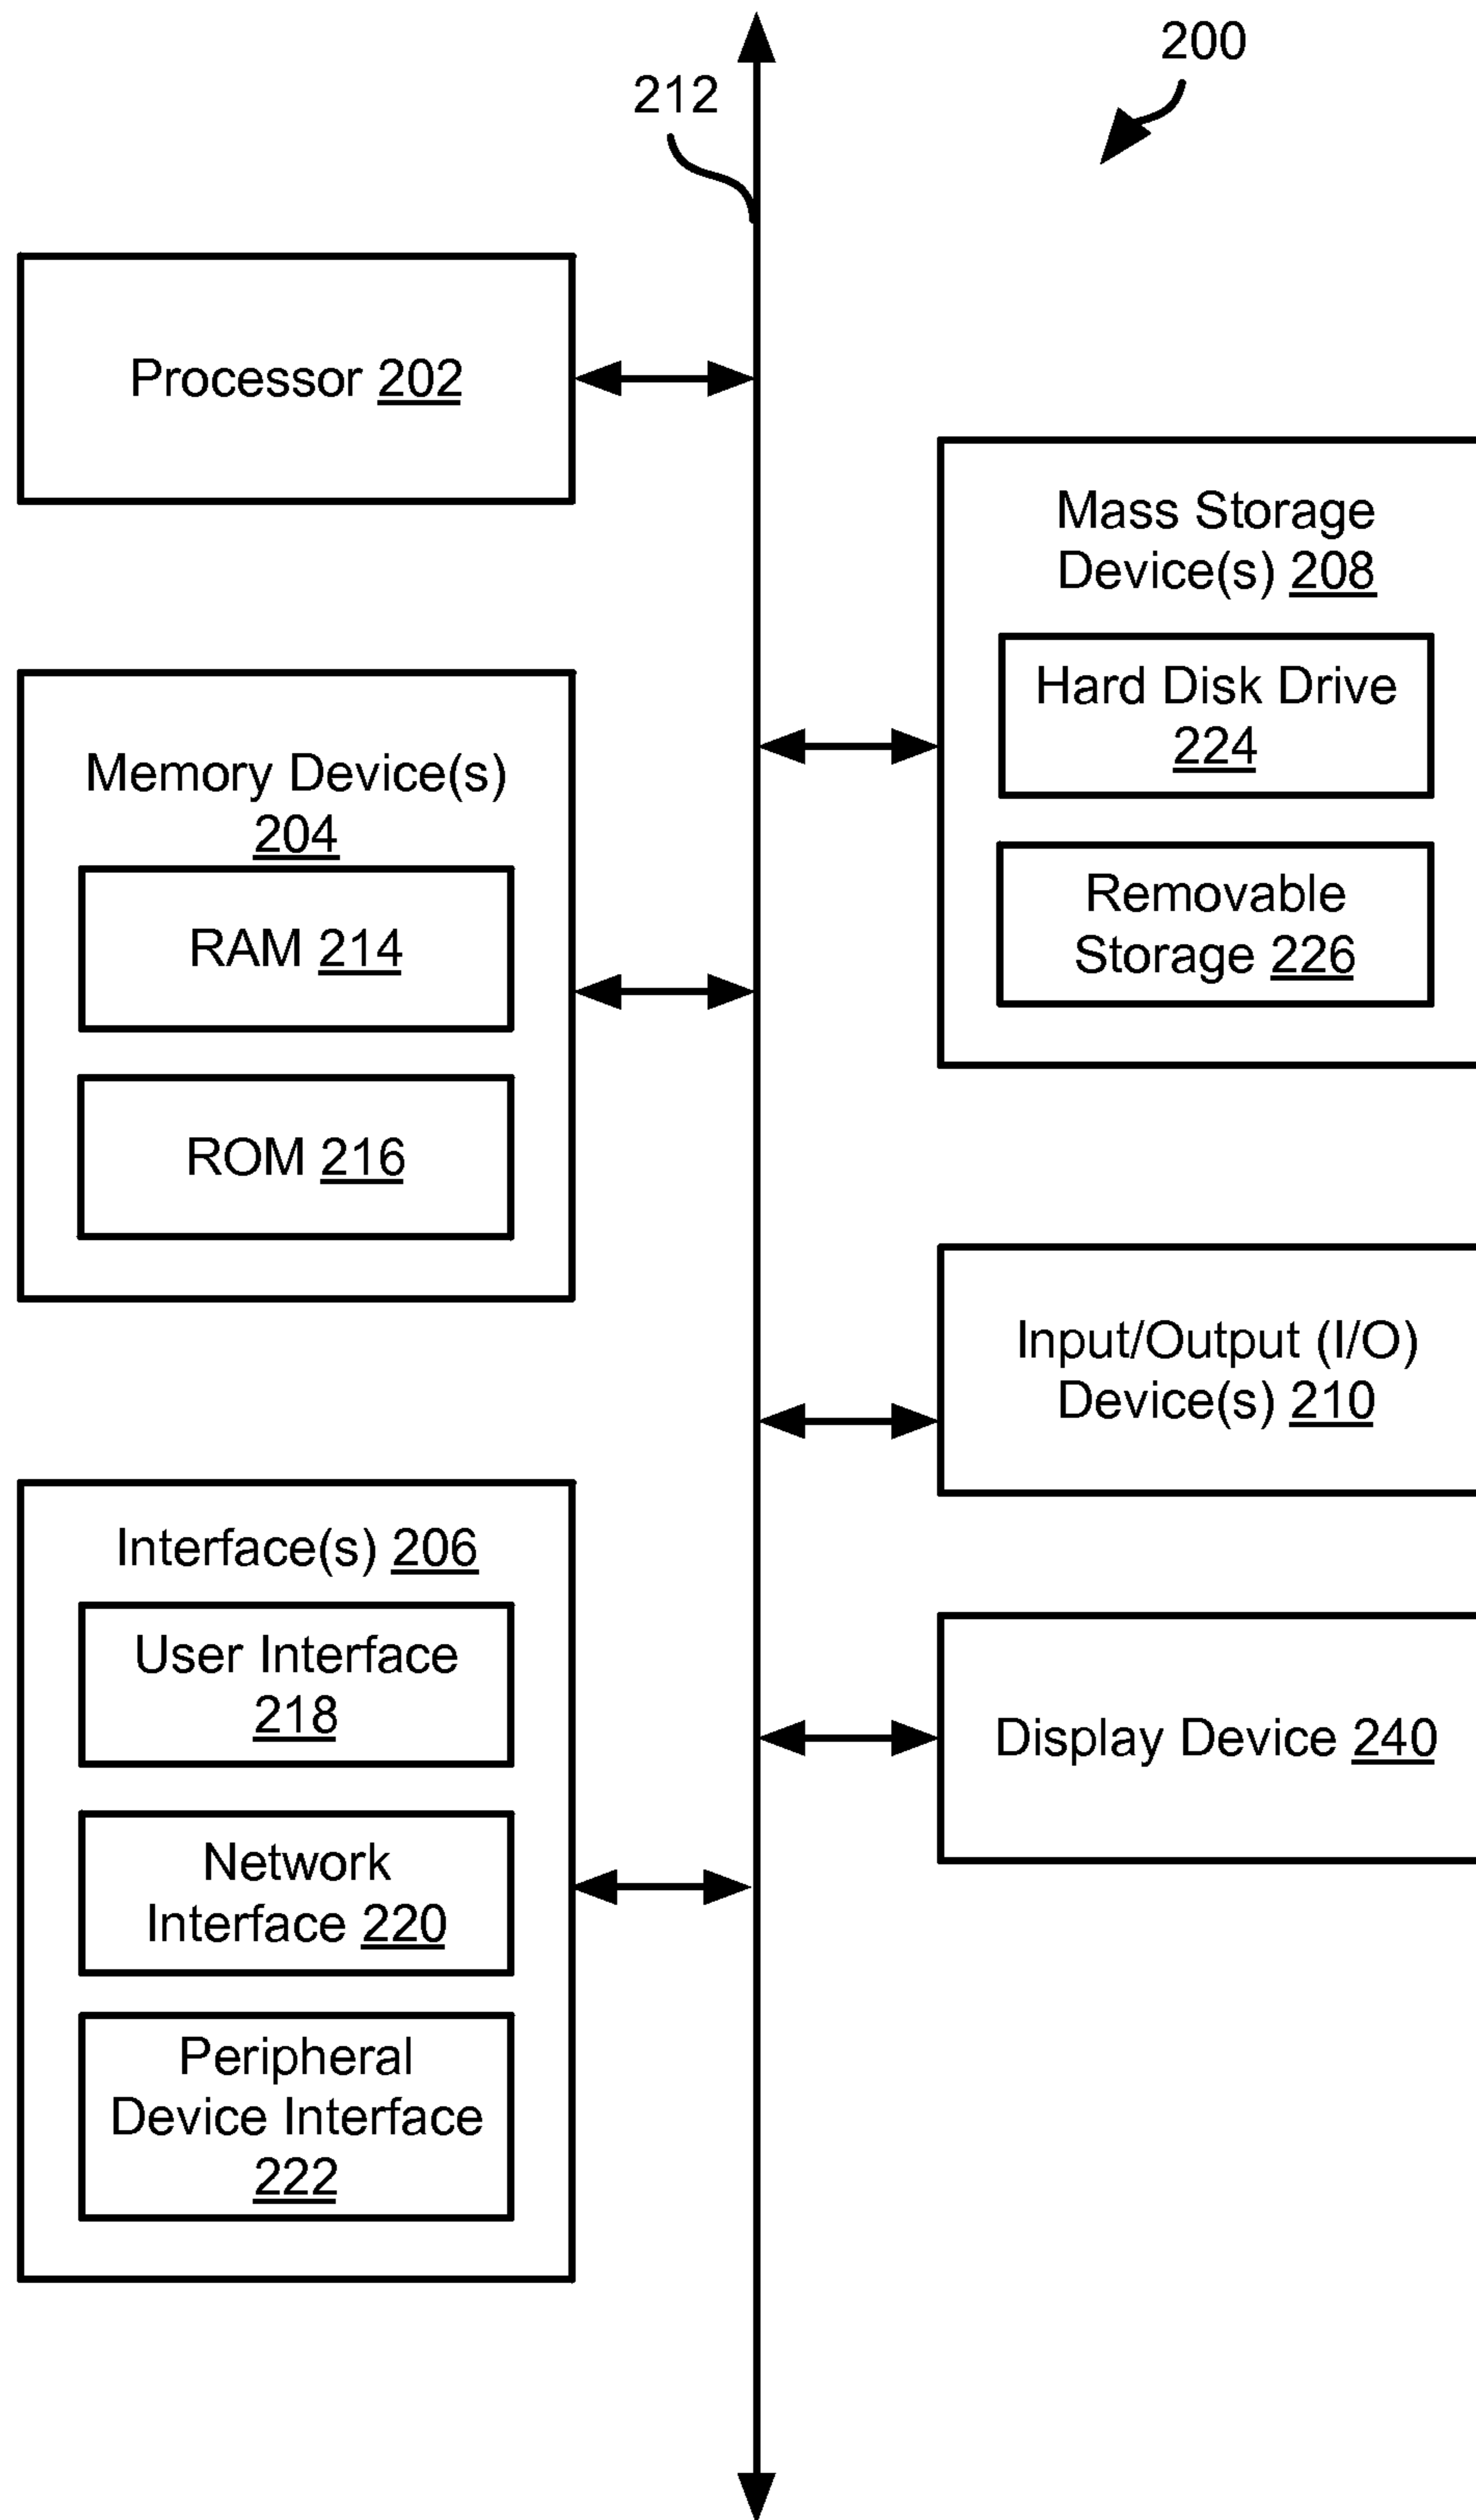 200
212
Processor 202
Mass Storage
Device(s) 208
Hard Disk Drive
224
Removable
Storage 226
Memory Device(s)
204
RAM 214
ROM 216
Input/Output (I/O)
Device(s) 210
Interface(s) 206
User Interface
218
Network
Interface 220
Peripheral
Device Interface
222
Display Device 240